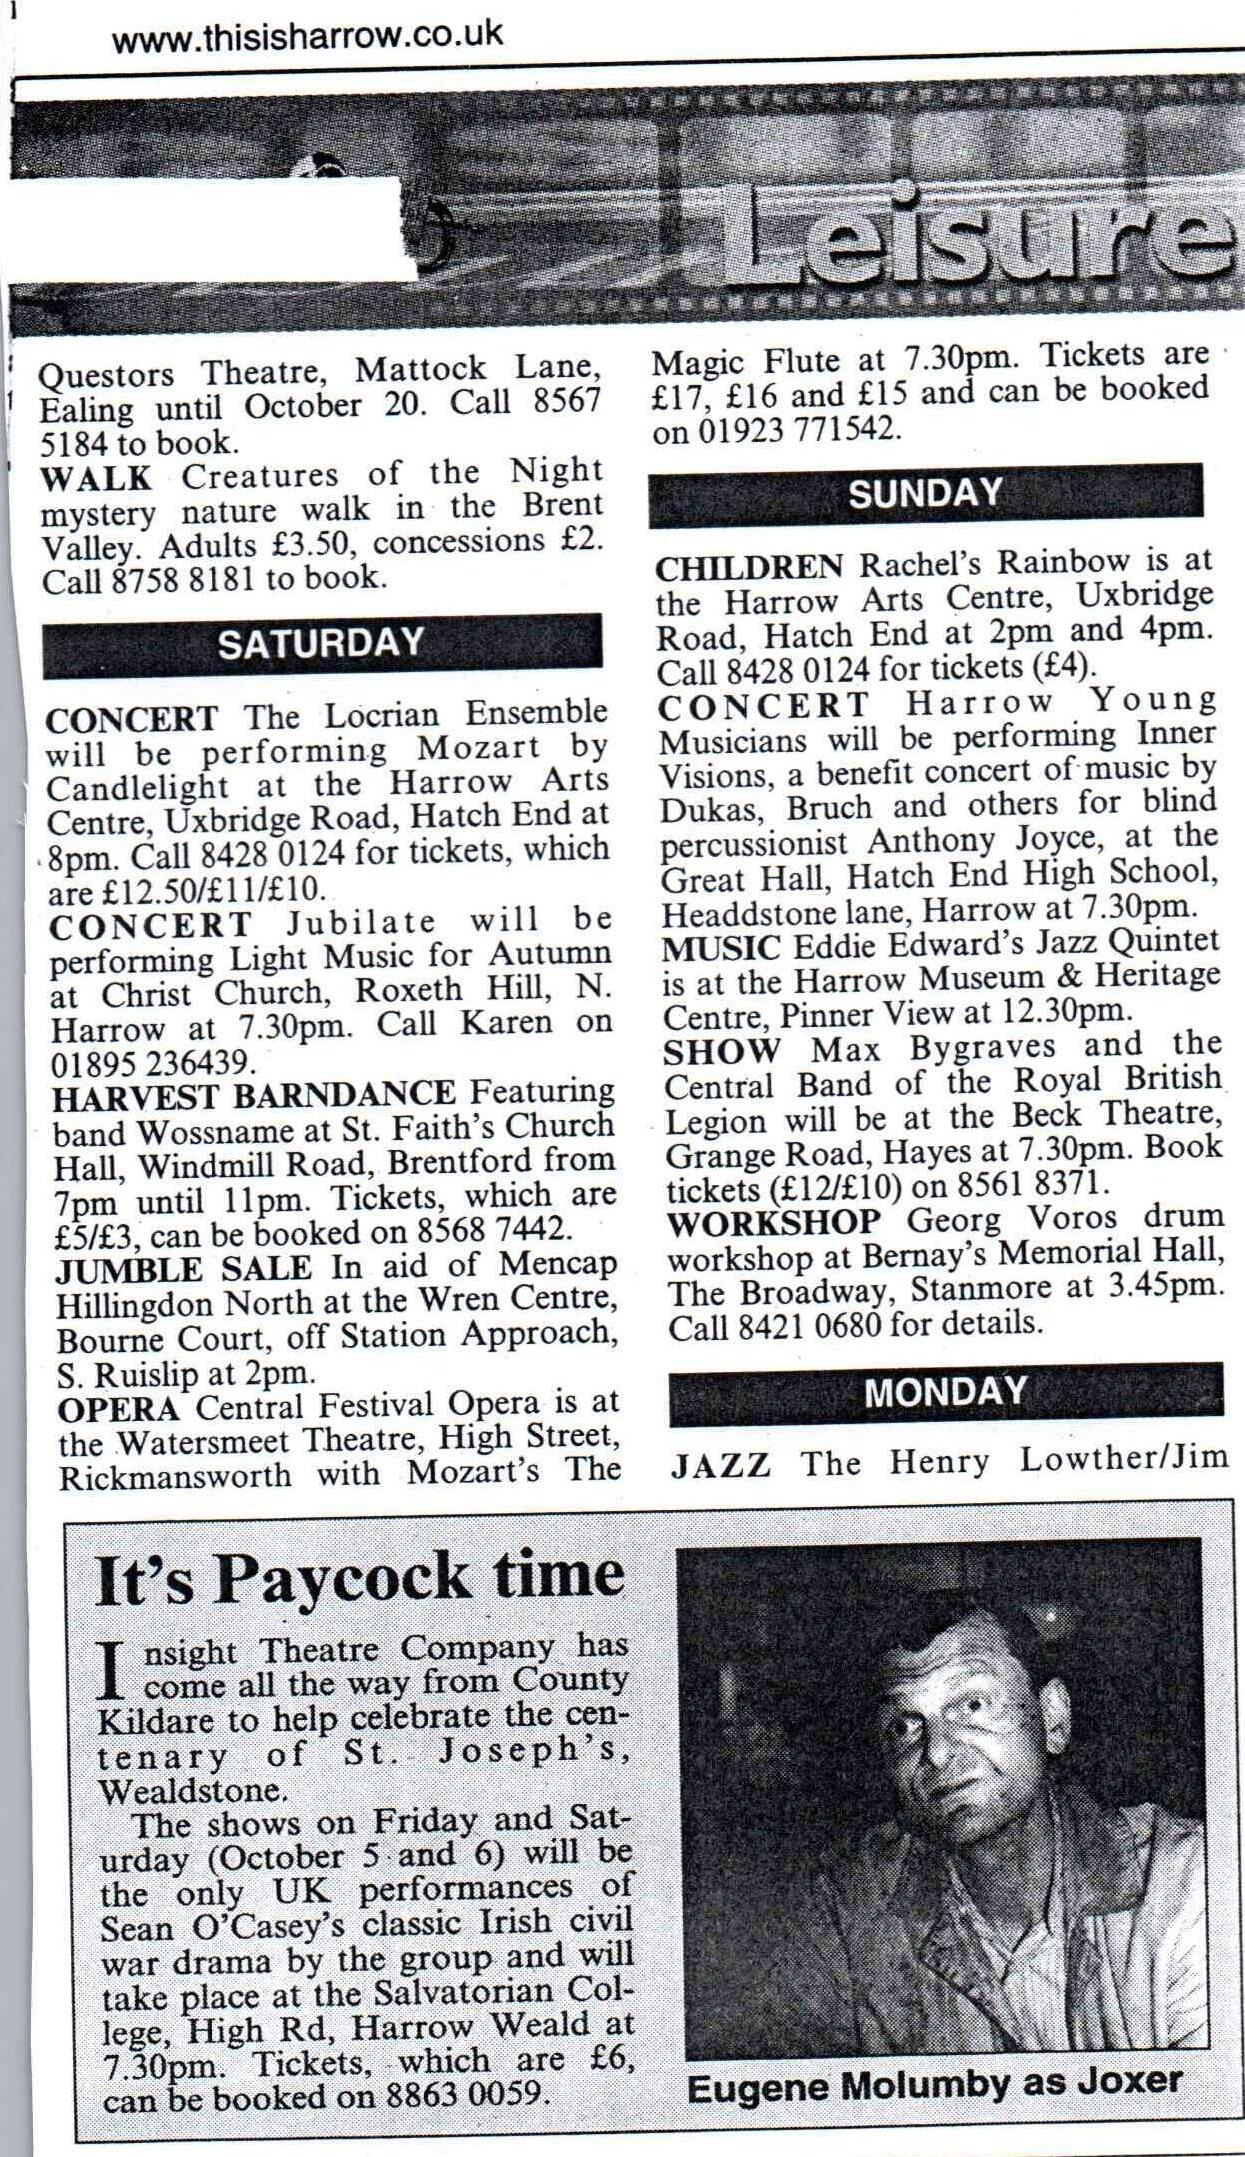 www.thisisharrow.co.uk
Leisure
Questors Theatre, Mattock Lane,
Ealing until October 20. Call 8567
5184 to book.
WALK Creatures of the Night
mystery nature walk in the Brent
Valley. Adults £3.50, concessions £2.
Call 8758 8181 to book.
SATURDAY
CONCERT The Locrian Ensemble
will be performing Mozart by
Candlelight at the Harrow Arts
Centre, Uxbridge Road, Hatch End at
8pm. Call 8428 0124 for tickets, which
are £12.50/£11/£10.
CONCERT Jubilate will be
performing Light Music for Autumn
at Christ Church, Roxeth Hill, N.
Harrow at 7.30pm. Call Karen on
01895 236439.
HARVEST BARNDANCE Featuring
band Wossname at St. Faith's Church
Hall, Windmill Road, Brentford from
7pm until 11pm. Tickets, which are
£5/£3, can be booked on 8568 7442.
JUMBLE SALE In aid of Mencap
Hillingdon North at the Wren Centre,
Bourne Court, off Station Approach,
S. Ruislip at 2pm.
OPERA Central Festival Opera is at
the Watersmeet Theatre, High Street,
Rickmansworth with Mozart's The
Magic Flute at 7.30pm. Tickets are
£17, £16 and £15 and can be booked
on 01923 771542.
SUNDAY
CHILDREN Rachel's Rainbow is at
the Harrow Arts Centre, Uxbridge
Road, Hatch End at 2pm and 4pm.
Call 8428 0124 for tickets (£4).
CONCERT Harrow Young
Musicians will be performing Inner
Visions, a benefit concert of music by
Dukas, Bruch and others for blind
percussionist Anthony Joyce, at the
Great Hall, Hatch End High School,
Headdstone lane, Harrow at 7.30pm.
MUSIC Eddie Edward's Jazz Quintet
is at the Harrow Museum & Heritage
Centre, Pinner View at 12.30pm.
SHOW Max Bygraves and the
Central Band of the Royal British
Legion will be at the Beck Theatre,
Grange Road, Hayes at 7.30pm. Book
tickets (£12/£10) on 8561 8371.
WORKSHOP Georg Voros drum
workshop at Bernay's Memorial Hall,
The Broadway, Stanmore at 3.45pm.
Call 8421 0680 for details.
MONDAY
JAZZ The Henry Lowther/Jim
It's Paycock time
Insight Theatre Company has
come all the way from County
Kildare to help celebrate the cen-
tenary of St. Joseph's,
Wealdstone.
The shows on Friday and Sat-
urday (October 5 and 6) will be
the only UK performances of
Sean O'Casey's classic Irish civil
war drama by the group and will
take place at the Salvatorian Col-
lege, High Rd, Harrow Weald at
7.30pm. Tickets, which are £6,
can be booked on 8863 0059.
Eugene Molumby as Joxer